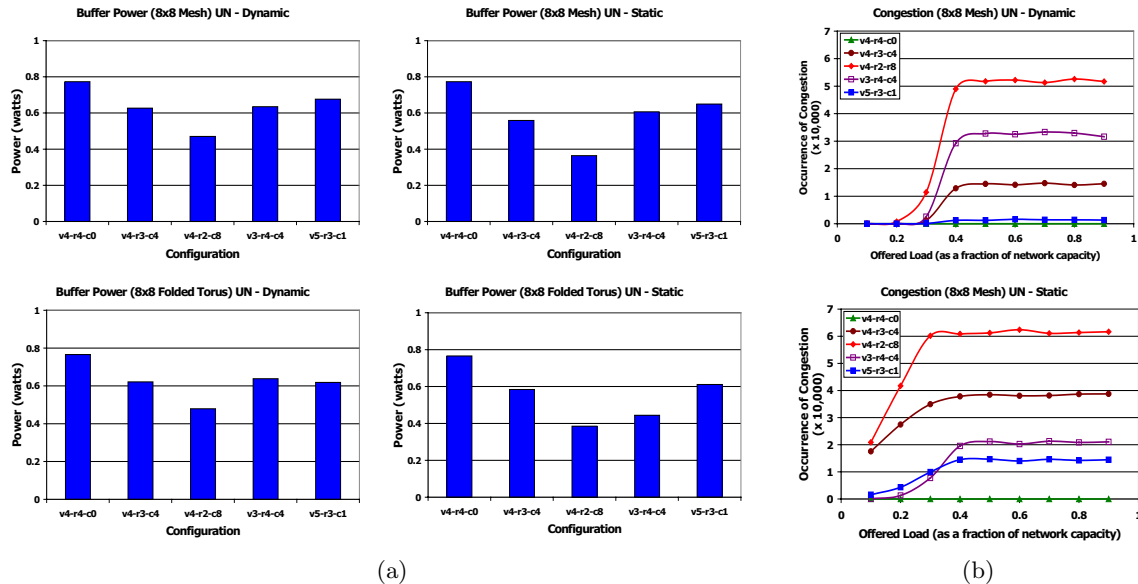 Buffer Power (8x8 Mesh) UN - Dynamic
1
0.8
0.6
0.4
0.2
0
Power (watts)
v4-r4-c0 v4-r3-c4 v4-r2-c8 v3-r4-c4 v5-r3-c1
Configuration
Buffer Power (8x8 Mesh) UN - Static
1
0.8
0.6
0.4
0.2
0
Power (watts)
v4-r4-c0 v4-r3-c4 v4-r2-c8 v3-r4-c4 v5-r3-c1
Configuration
Buffer Power (8x8 Folded Torus) UN - Dynamic
1
0.8
0.6
0.4
0.2
0
Power (watts)
v4-r4-c0 v4-r3-c4 v4-r2-c8 v3-r4-c4 v5-r3-c1
Configuration
Buffer Power (8x8 Folded Torus) UN - Static
1
0.8
0.6
0.4
0.2
0
Power (watts)
v4-r4-c0 v4-r3-c4 v4-r2-c8 v3-r4-c4 v5-r3-c1
Configuration
(a)
Congestion (8x8 Mesh) UN - Dynamic
7
6
5
4
3
2
1
0
Occurrence of Congestion
(x 10,000)
v4-r4-c0
v4-r3-c4
v4-r2-r8
v3-r4-c4
v5-r3-c1
0 0.2 0.4 0.6 0.8 1
Offered Load (as a fraction of network capacity)
Congestion (8x8 Mesh) UN - Static
7
6
5
4
3
2
1
0
Occurrence of Congestion
(x 10,000)
v4-r4-c0
v4-r3-c4
v4-r2-c8
v3-r4-c4
v5-r3-c1
0 0.2 0.4 0.6 0.8 1
Offered Load (as a fraction of network capacity)
(b)